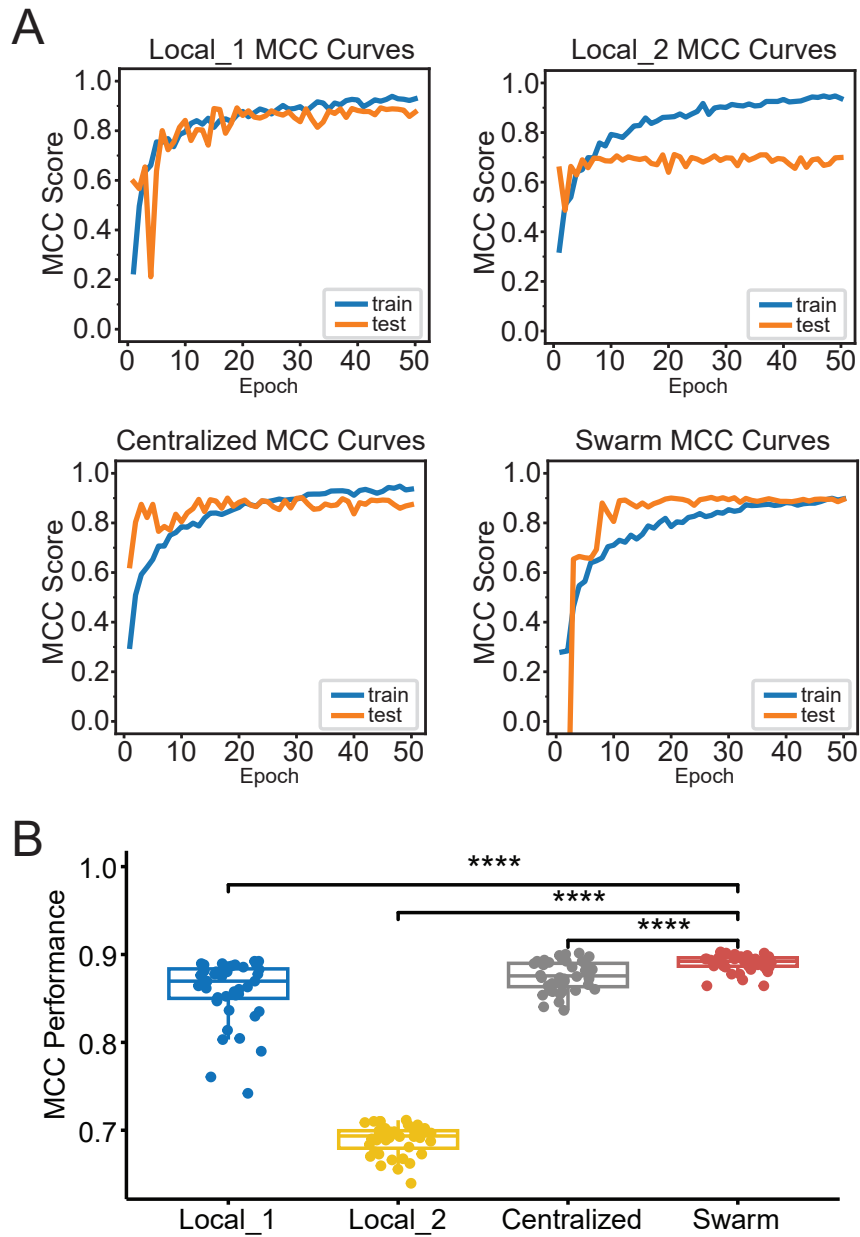 A
Local_1 MCC Curves
MCC Score
1.0
0.8
0.6
0.4
0.2
0.0
train
test
0 10 20 30 40 50
Epoch
Local_2 MCC Curves
MCC Score
1.0
0.8
0.6
0.4
0.2
0.0
train
test
0 10 20 30 40 50
Epoch
Centralized MCC Curves
MCC Score
1.0
0.8
0.6
0.4
0.2
0.0
train
test
0 10 20 30 40 50
Epoch
Swarm MCC Curves
MCC Score
1.0
0.8
0.6
0.4
0.2
0.0
train
test
0 10 20 30 40 50
Epoch
B
MCC Performance
1.0
0.9
0.8
0.7
****
****
****
Local_1 Local_2 Centralized Swarm